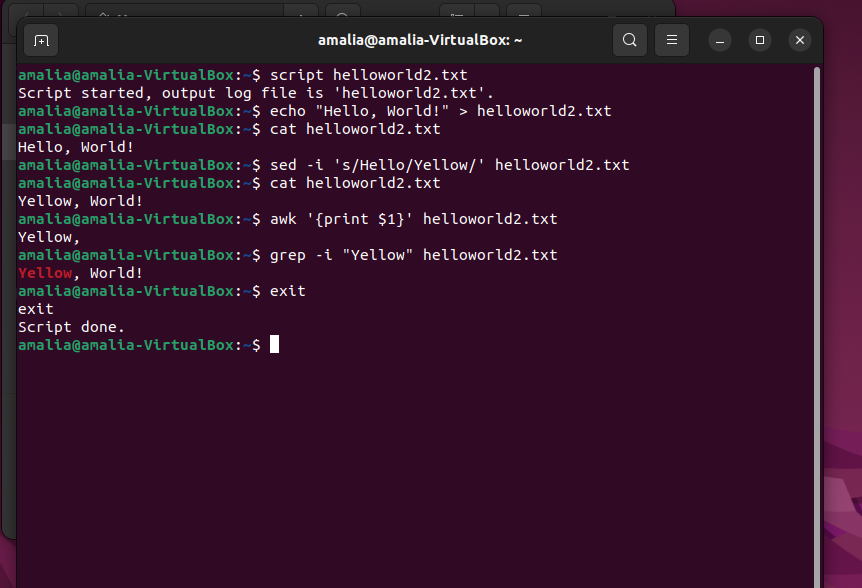 amalia@amalia-VirtualBox: ~
amalia@amalia-VirtualBox:~$ script helloworld2.txt
Script started, output log file is 'helloworld2.txt'.
amalia@amalia-VirtualBox:~$ echo "Hello, World!" > helloworld2.txt
amalia@amalia-VirtualBox:~$ cat helloworld2.txt
Hello, World!
amalia@amalia-VirtualBox:~$ sed -i 's/Hello/Yellow/' helloworld2.txt
amalia@amalia-VirtualBox:~$ cat helloworld2.txt
Yellow, World!
amalia@amalia-VirtualBox:~$ awk '{print $1}' helloworld2.txt
Yellow,
amalia@amalia-VirtualBox:~$ grep -i "Yellow" helloworld2.txt
Yellow, World!
amalia@amalia-VirtualBox:~$ exit
exit
Script done.
amalia@amalia-VirtualBox:~$